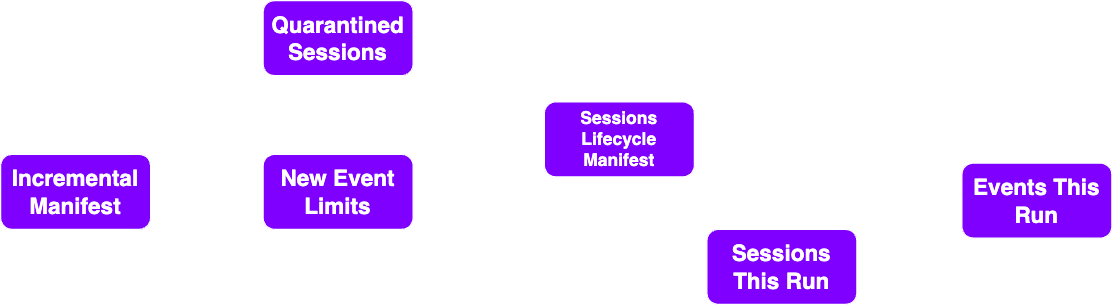 Quarantined
Sessions
Sessions
Lifecycle
Manifest
Incremental
Manifest
New Event
Limits
Events This
Run
Sessions
This Run